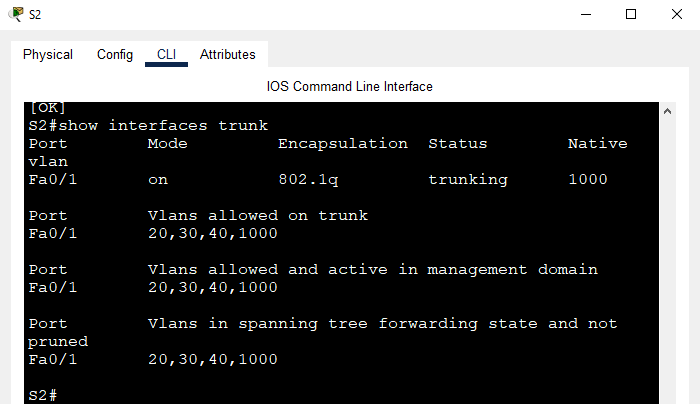 S2
Physical Config CLI Attributes
IOS Command Line Interface
[OK]
S2#show interfaces trunk
Port Mode Encapsulation Status Native
vlan
Fa0/1 on 802.1q trunking 1000
Port Vlans allowed on trunk
Fa0/1 20,30,40,1000
Port Vlans allowed and active in management domain
Fa0/1 20,30,40,1000
Port Vlans in spanning tree forwarding state and not
pruned
Fa0/1 20,30,40,1000
S2#